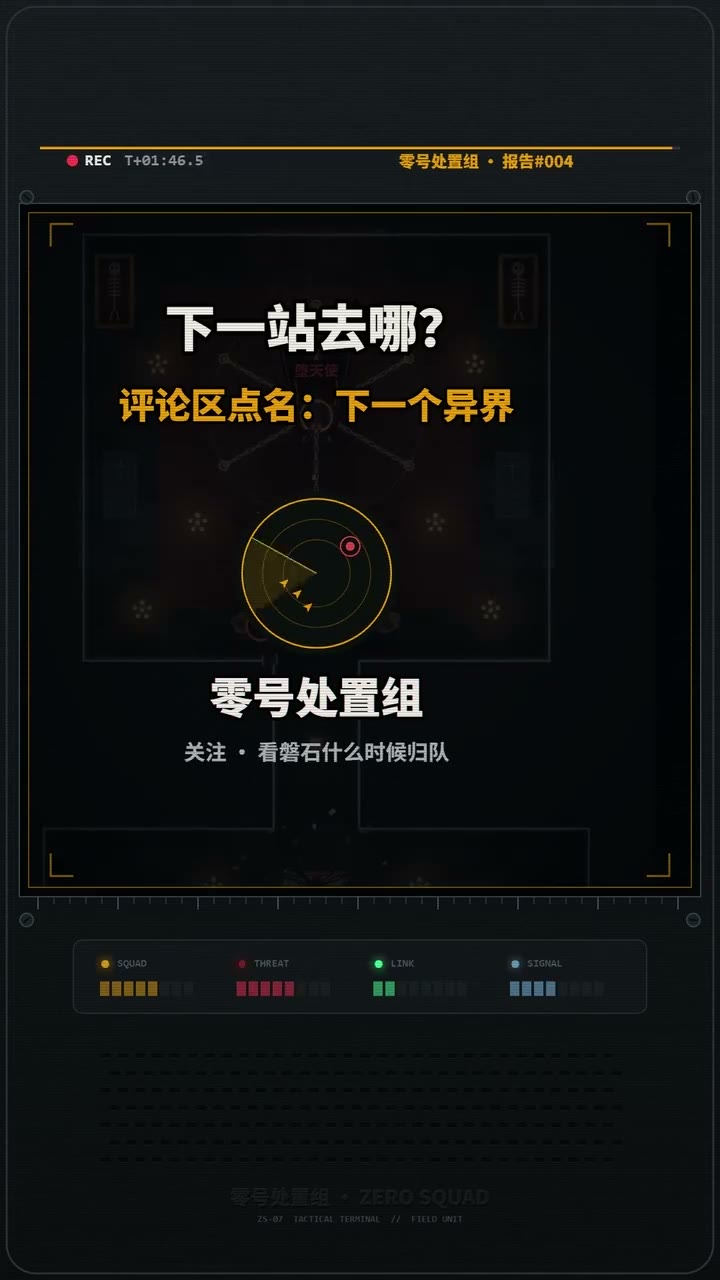 REC T+01:46.5 零号处置组 · 报告#004
下一站去哪？
堕天使
评论区点名：下一个异界
零号处置组
关注 · 看磐石什么时候归队
SQUAD THREAT LINK SIGNAL
零号处置组 · ZERO SQUAD
ZS-07 TACTICAL TERMINAL // FIELD UNIT